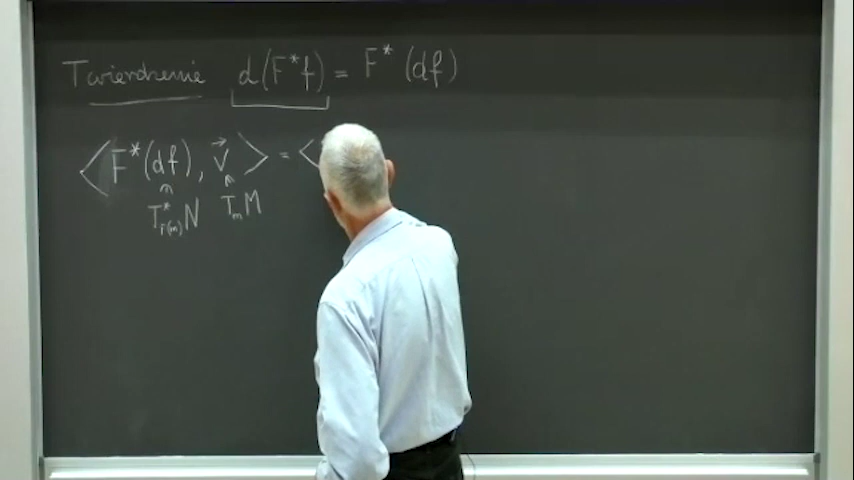 Twierdzenie d(F*f) = F*(df)
⟨F*(df), v⃗⟩ = ⟨
T*F(m)N TmM